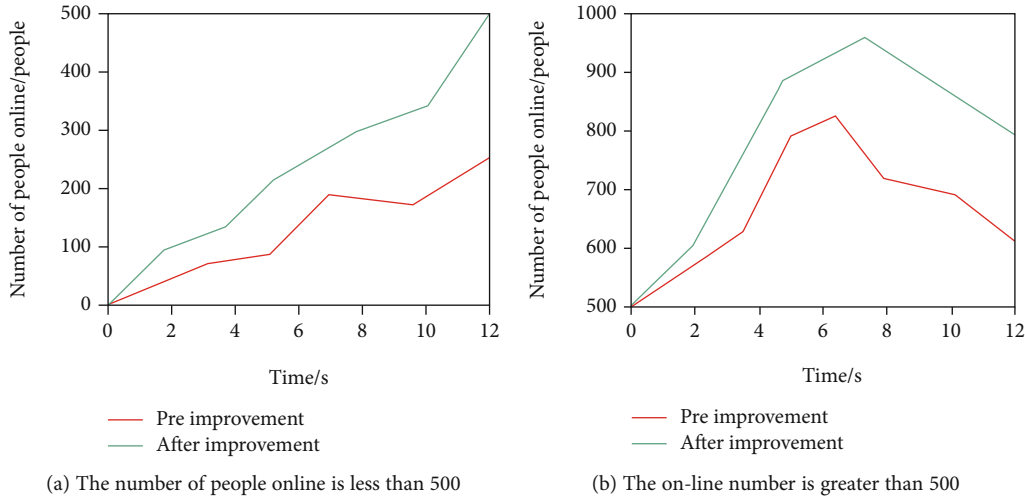 500
400
300
200
100
0
Number of people online/people
0 2 4 6 8 10 12
Time/s
Pre improvement
After improvement
(a) The number of people online is less than 500
1000
900
800
700
600
500
Number of people online/people
0 2 4 6 8 10 12
Time/s
Pre improvement
After improvement
(b) The on-line number is greater than 500